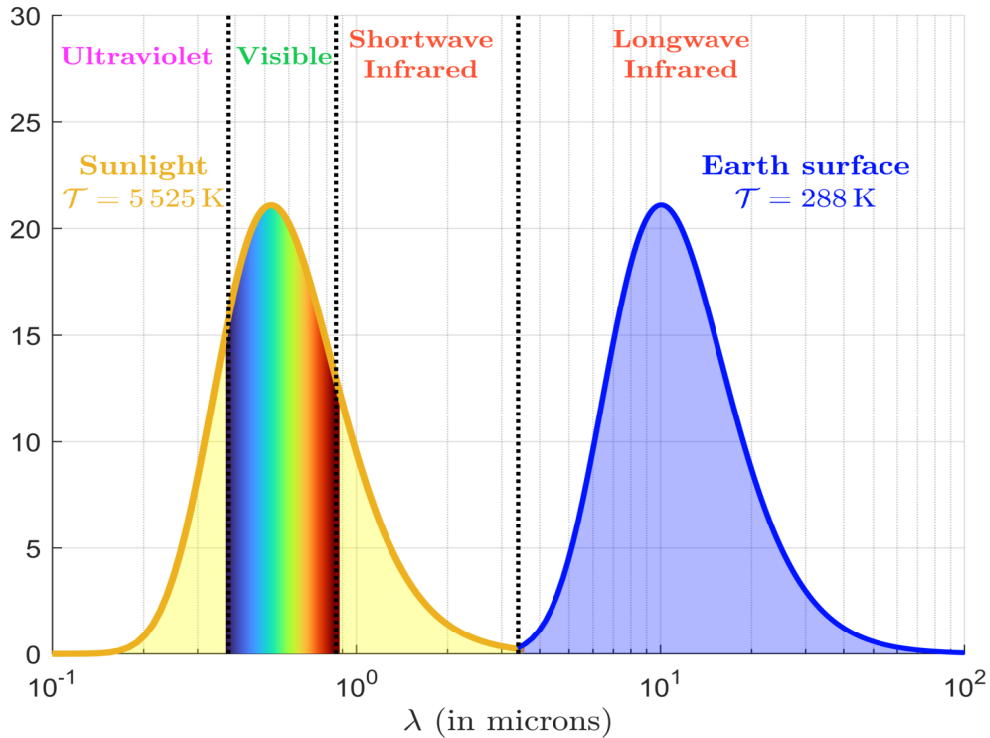 30
25
20
15
10
5
0
Ultraviolet
Visible
Shortwave
Infrared
Longwave
Infrared
Sunlight
𝒯 = 5 525 K
Earth surface
𝒯 = 288 K
10⁻¹
10⁰
10¹
10²
λ (in microns)